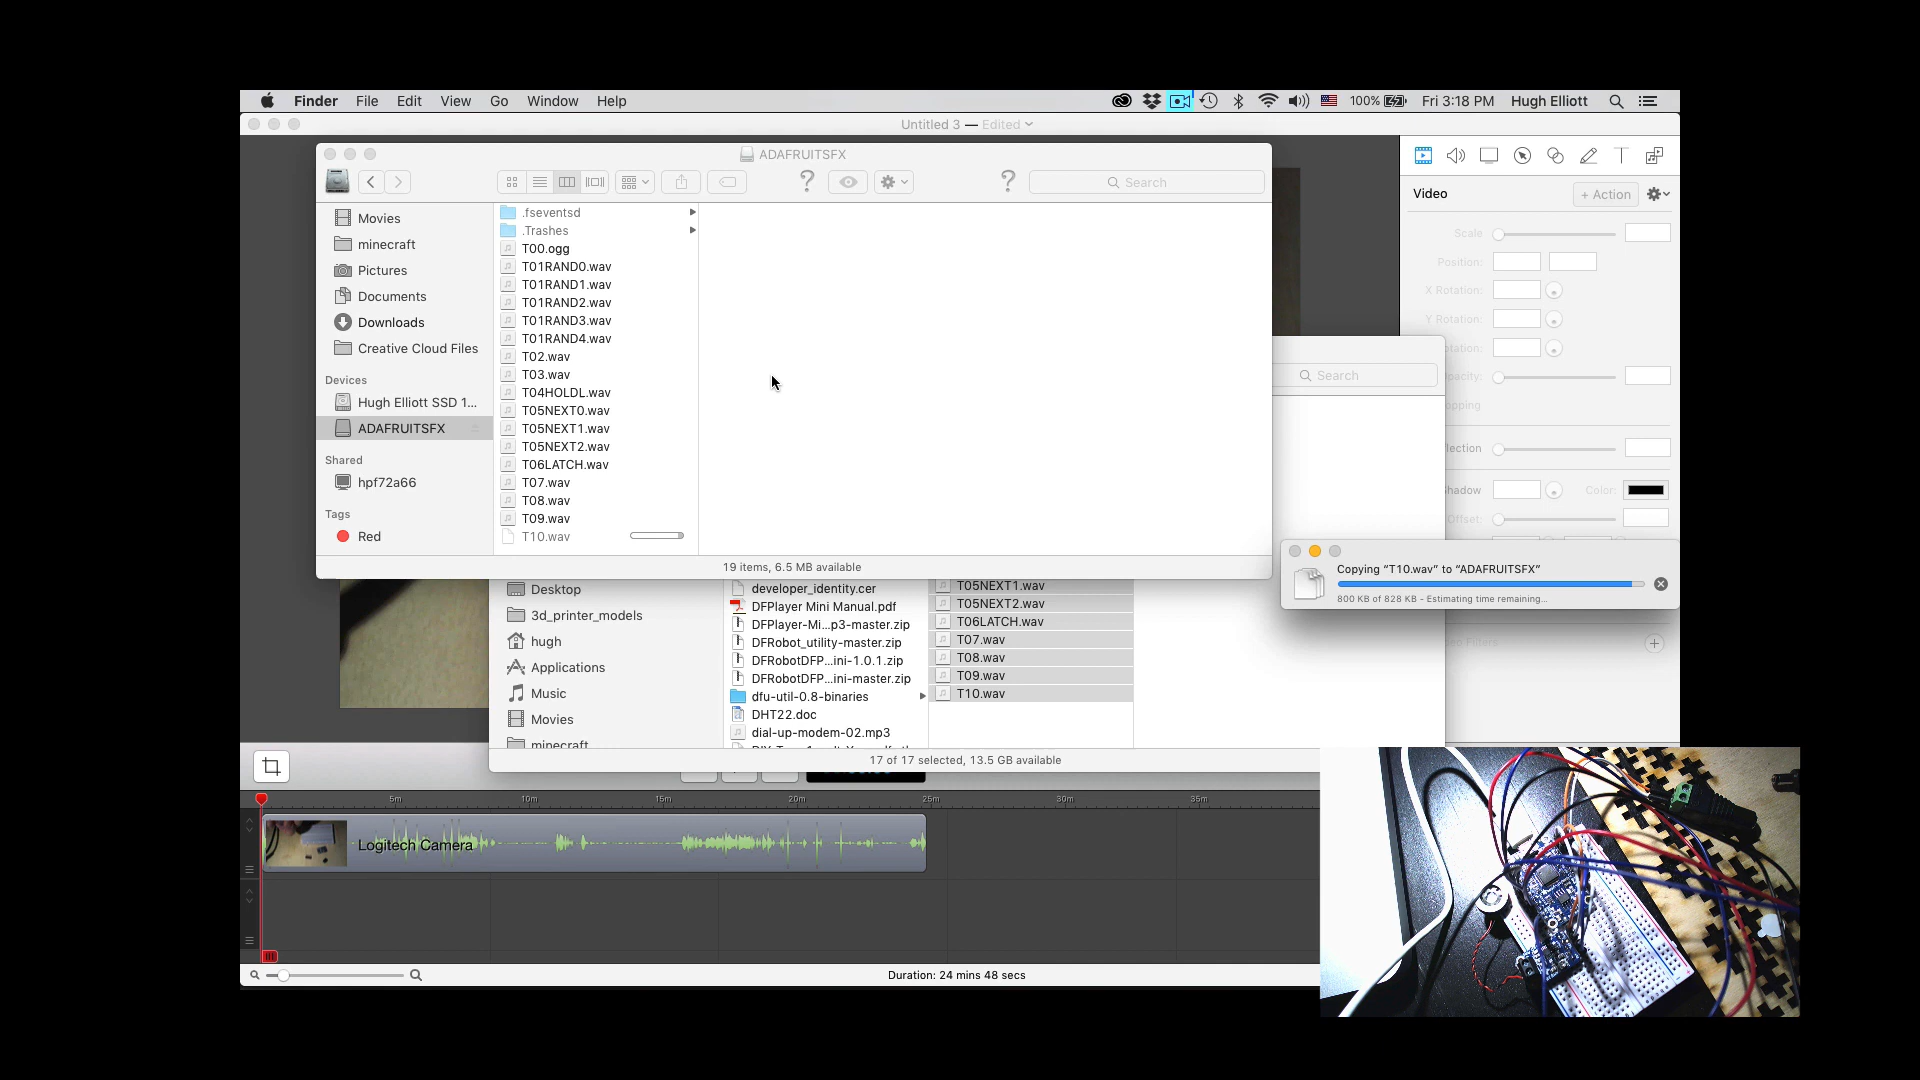 Finder File Edit View Go Window Help 100% Fri 3:18 PM Hugh Elliott
Untitled 3 — Edited
ADAFRUITSFX
Search
Movies
minecraft
Pictures
Documents
Downloads
Creative Cloud Files
Devices
Hugh Elliott SSD 1...
ADAFRUITSFX
Shared
hpf72a66
Tags
Red
.fseventsd
.Trashes
T00.ogg
T01RAND0.wav
T01RAND1.wav
T01RAND2.wav
T01RAND3.wav
T01RAND4.wav
T02.wav
T03.wav
T04HOLDL.wav
T05NEXT0.wav
T05NEXT1.wav
T05NEXT2.wav
T06LATCH.wav
T07.wav
T08.wav
T09.wav
T10.wav
19 items, 6.5 MB available
Video + Action
Scale
Position:
X Rotation:
Y Rotation:
Search
Color:
Offset:
Copying “T10.wav” to “ADAFRUITSFX”
800 KB of 828 KB - Estimating time remaining...
Desktop
3d_printer_models
hugh
Applications
Music
Movies
minecraft
developer_identity.cer
DFPlayer Mini Manual.pdf
DFPlayer-Mi...p3-master.zip
DFRobot_utility-master.zip
DFRobotDFP...ini-1.0.1.zip
DFRobotDFP...ini-master.zip
dfu-util-0.8-binaries
DHT22.doc
dial-up-modem-02.mp3
T05NEXT1.wav
T05NEXT2.wav
T06LATCH.wav
T07.wav
T08.wav
T09.wav
T10.wav
17 of 17 selected, 13.5 GB available
5m 10m 15m 20m 25m 30m 35m
Logitech Camera
Duration: 24 mins 48 secs